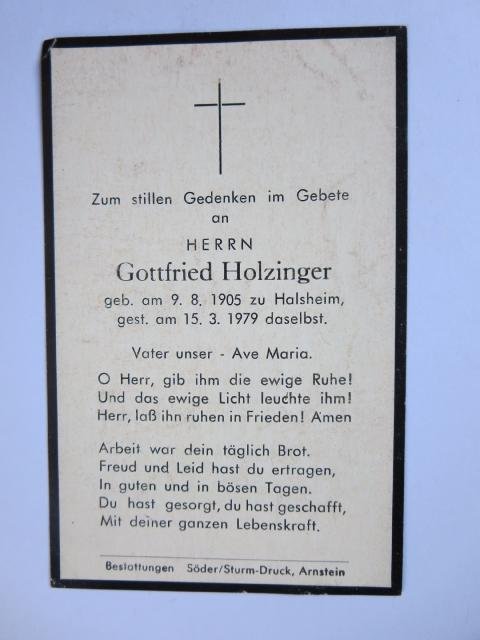 Zum stillen Gedenken im Gebete
an
HERRN
Gottfried Holzinger
geb. am 9. 8. 1905 zu Halsheim,
gest. am 15. 3. 1979 daselbst.
Vater unser - Ave Maria.
O Herr, gib ihm die ewige Ruhe!
Und das ewige Licht leuchte ihm!
Herr, laß ihn ruhen in Frieden! Amen
Arbeit war dein täglich Brot.
Freud und Leid hast du ertragen,
In guten und in bösen Tagen.
Du hast gesorgt, du hast geschafft,
Mit deiner ganzen Lebenskraft.
Bestattungen Söder/Sturm-Druck, Arnstein